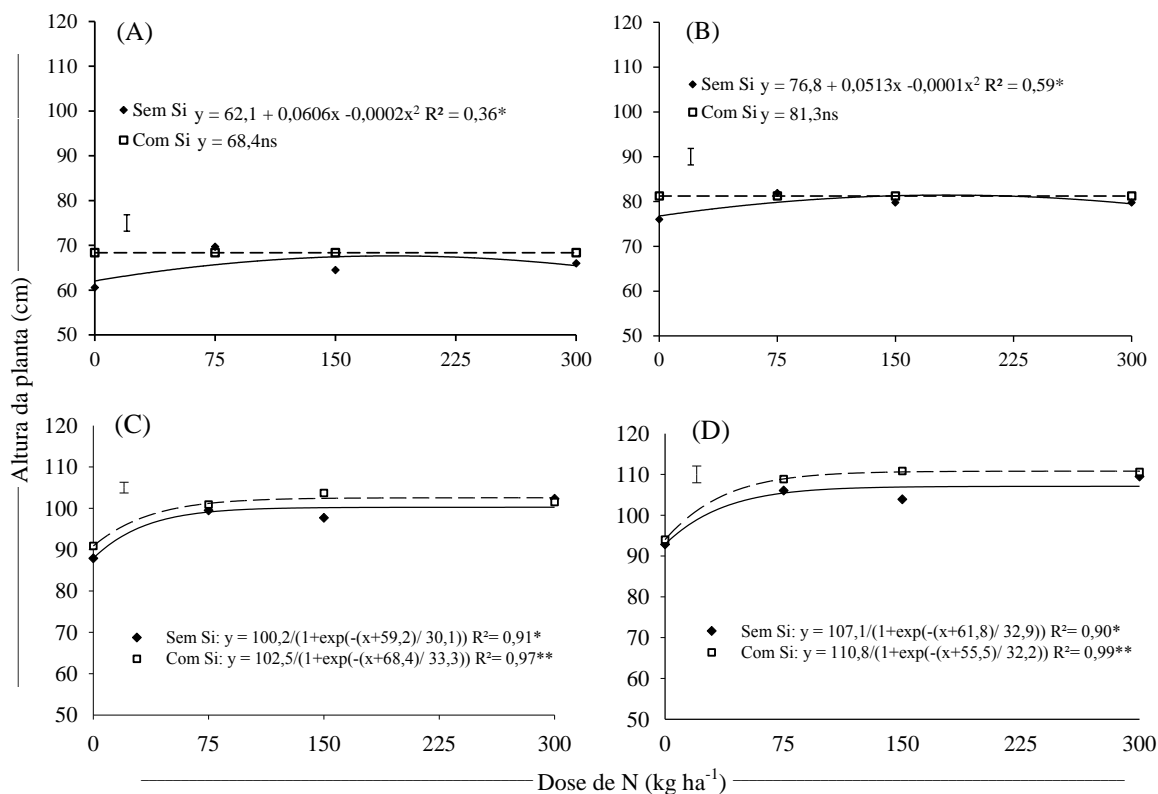 120
(A)
110
100
Sem Si y = 62,1 + 0,0606x -0,0002x² R² = 0,36*
Com Si y = 68,4ns
90
80
70
60
50
0 75 150 225 300
120
(B)
110
100
Sem Si y = 76,8 + 0,0513x -0,0001x² R² = 0,59*
Com Si y = 81,3ns
90
80
70
60
50
0 75 150 225 300
Altura da planta (cm)
120
(C)
110
100
90
80
70
Sem Si: y = 100,2/(1+exp(-(x+59,2)/ 30,1)) R²= 0,91*
Com Si: y = 102,5/(1+exp(-(x+68,4)/ 33,3)) R²= 0,97**
60
50
0 75 150 225 300
120
(D)
110
100
90
80
70
Sem Si: y = 107,1/(1+exp(-(x+61,8)/ 32,9)) R²= 0,90*
Com Si: y = 110,8/(1+exp(-(x+55,5)/ 32,2)) R²= 0,99**
60
50
0 75 150 225 300
Dose de N (kg ha⁻¹)